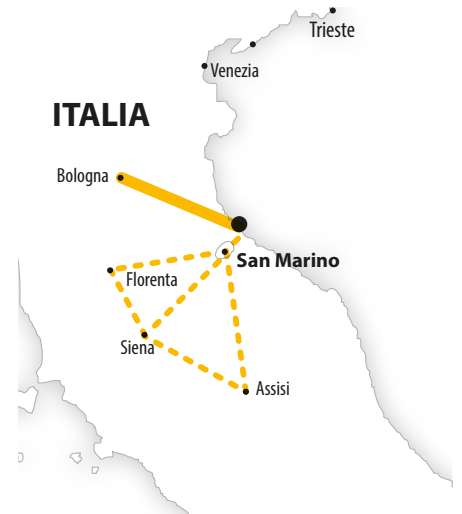 Trieste
Venezia
ITALIA
Bologna
San Marino
Florenta
Siena
Assisi